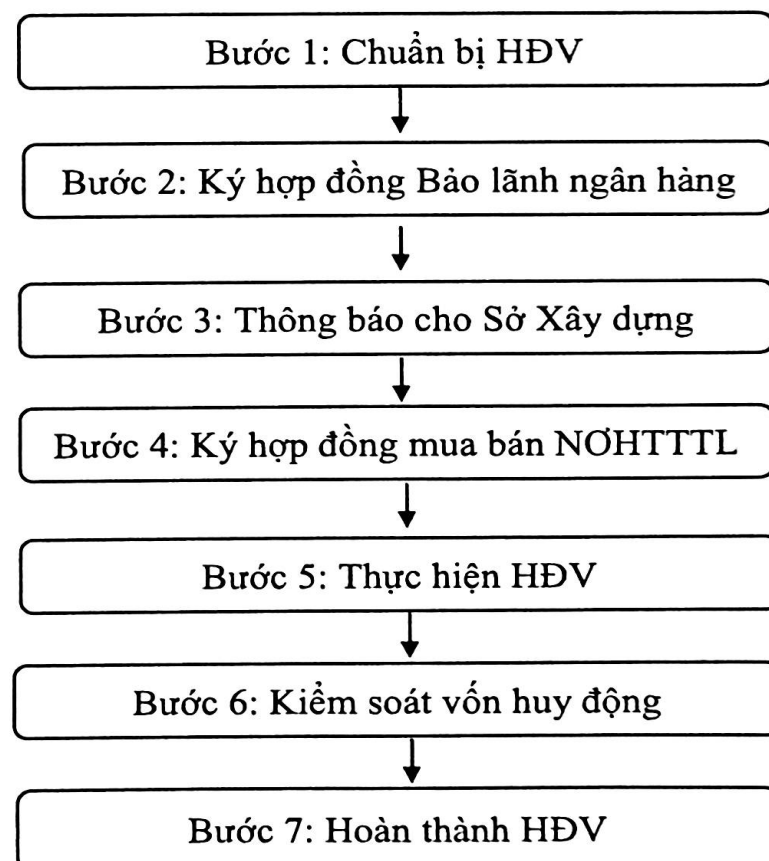 Bước 1: Chuẩn bị HĐV
Bước 2: Ký hợp đồng Bảo lãnh ngân hàng
Bước 3: Thông báo cho Sở Xây dựng
Bước 4: Ký hợp đồng mua bán NƠHTTTL
Bước 5: Thực hiện HĐV
Bước 6: Kiểm soát vốn huy động
Bước 7: Hoàn thành HĐV